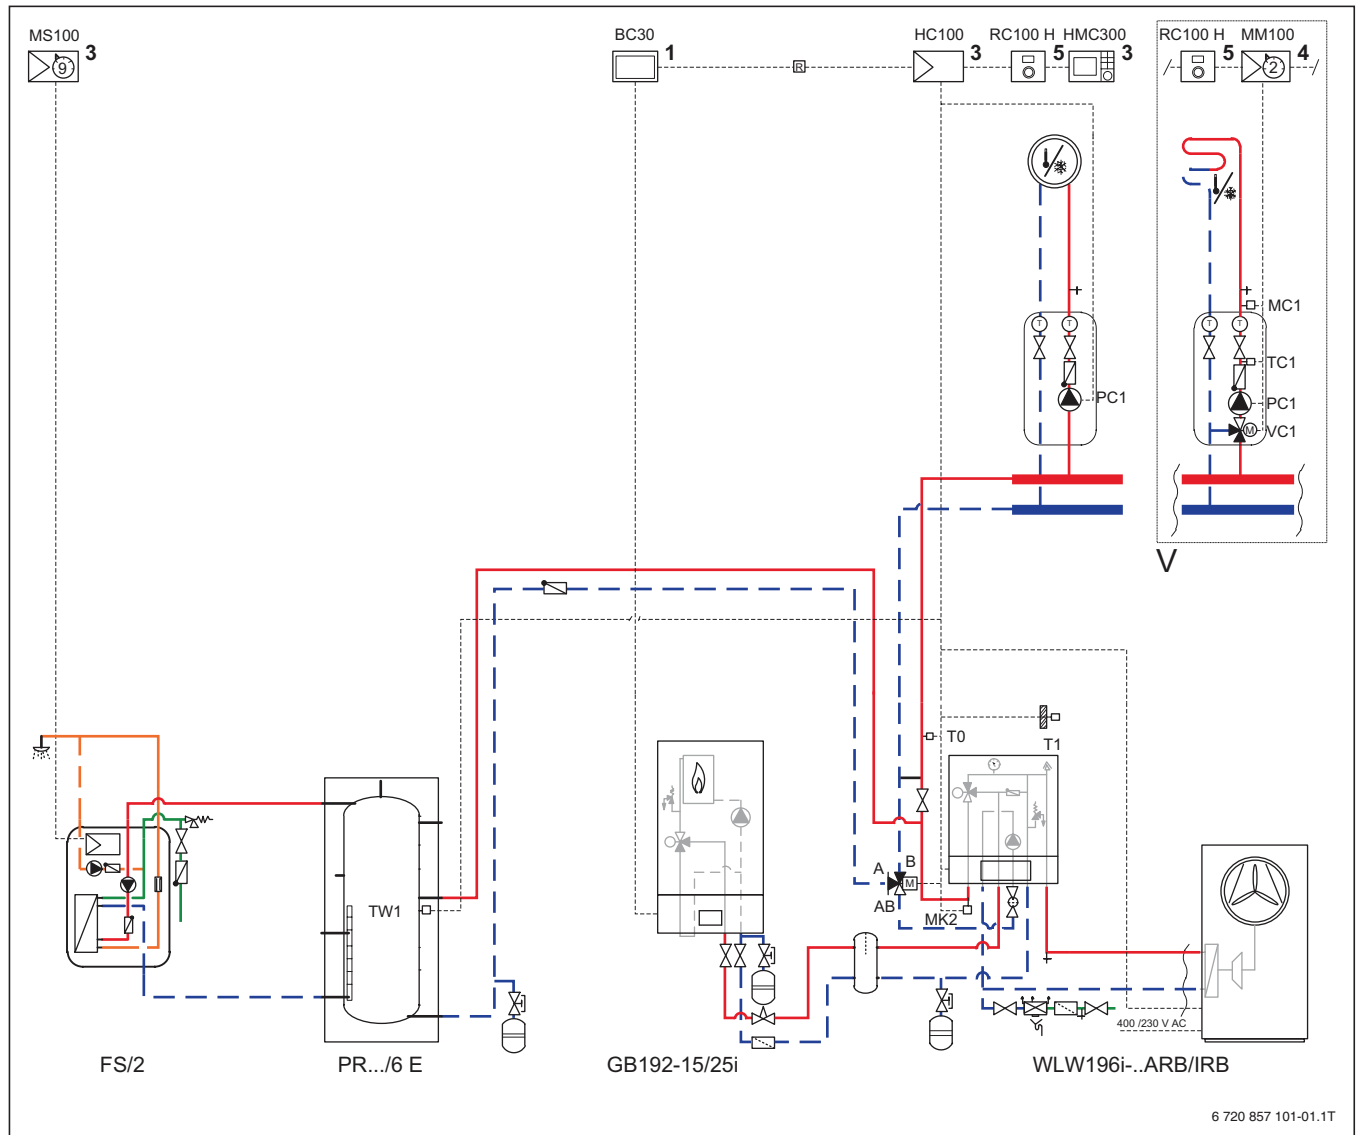 MS100 3
BC30 1
HC100 3
RC100 H 5
HMC300 3
RC100 H 5
MM100 4
9
R
2
T T
T T
MC1
TC1
PC1
PC1
M VC1
V
T0
T1
A B
M
AB
MK2
TW1
400 /230 V AC
FS/2
PR.../6 E
GB192-15/25i
WLW196i-..ARB/IRB
6 720 857 101-01.1T